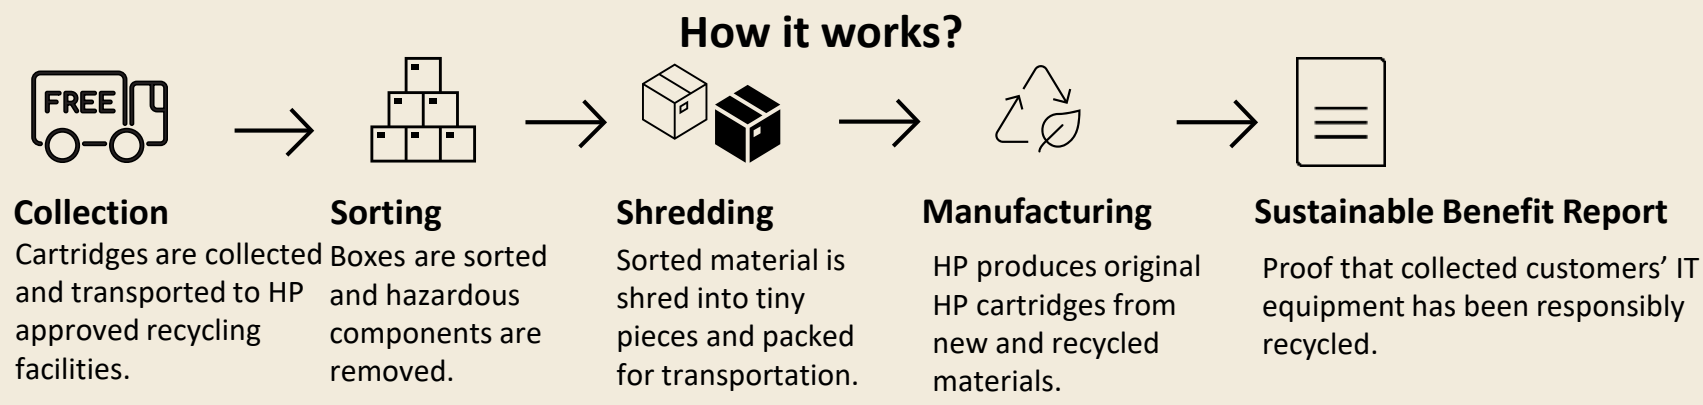 How it works?
FREE
Collection
Cartridges are collected
and transported to HP
approved recycling
facilities.
Sorting
Boxes are sorted
and hazardous
components are
removed.
Shredding
Sorted material is
shred into tiny
pieces and packed
for transportation.
Manufacturing
HP produces original
HP cartridges from
new and recycled
materials.
Sustainable Benefit Report
Proof that collected customers’ IT
equipment has been responsibly
recycled.